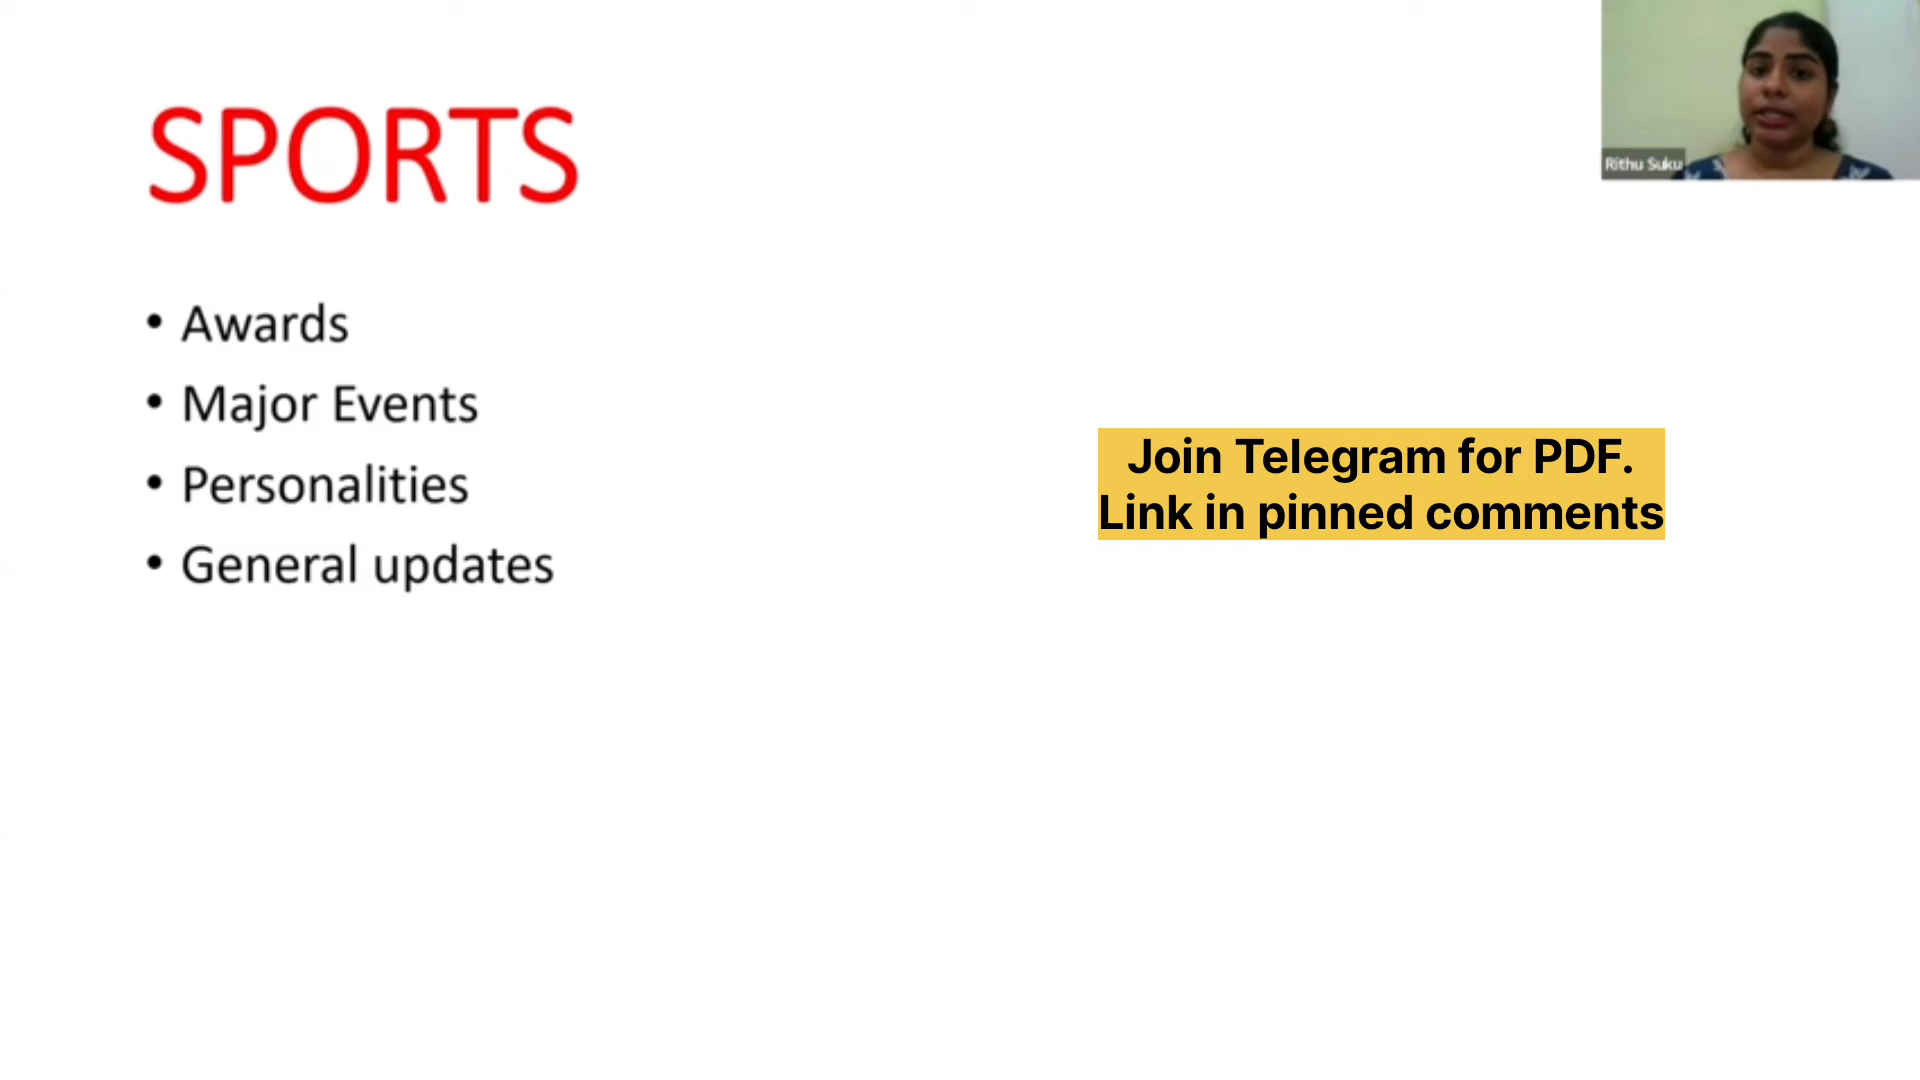 SPORTS
• Awards
• Major Events
• Personalities
• General updates
Join Telegram for PDF.
Link in pinned comments
Rithu Suku